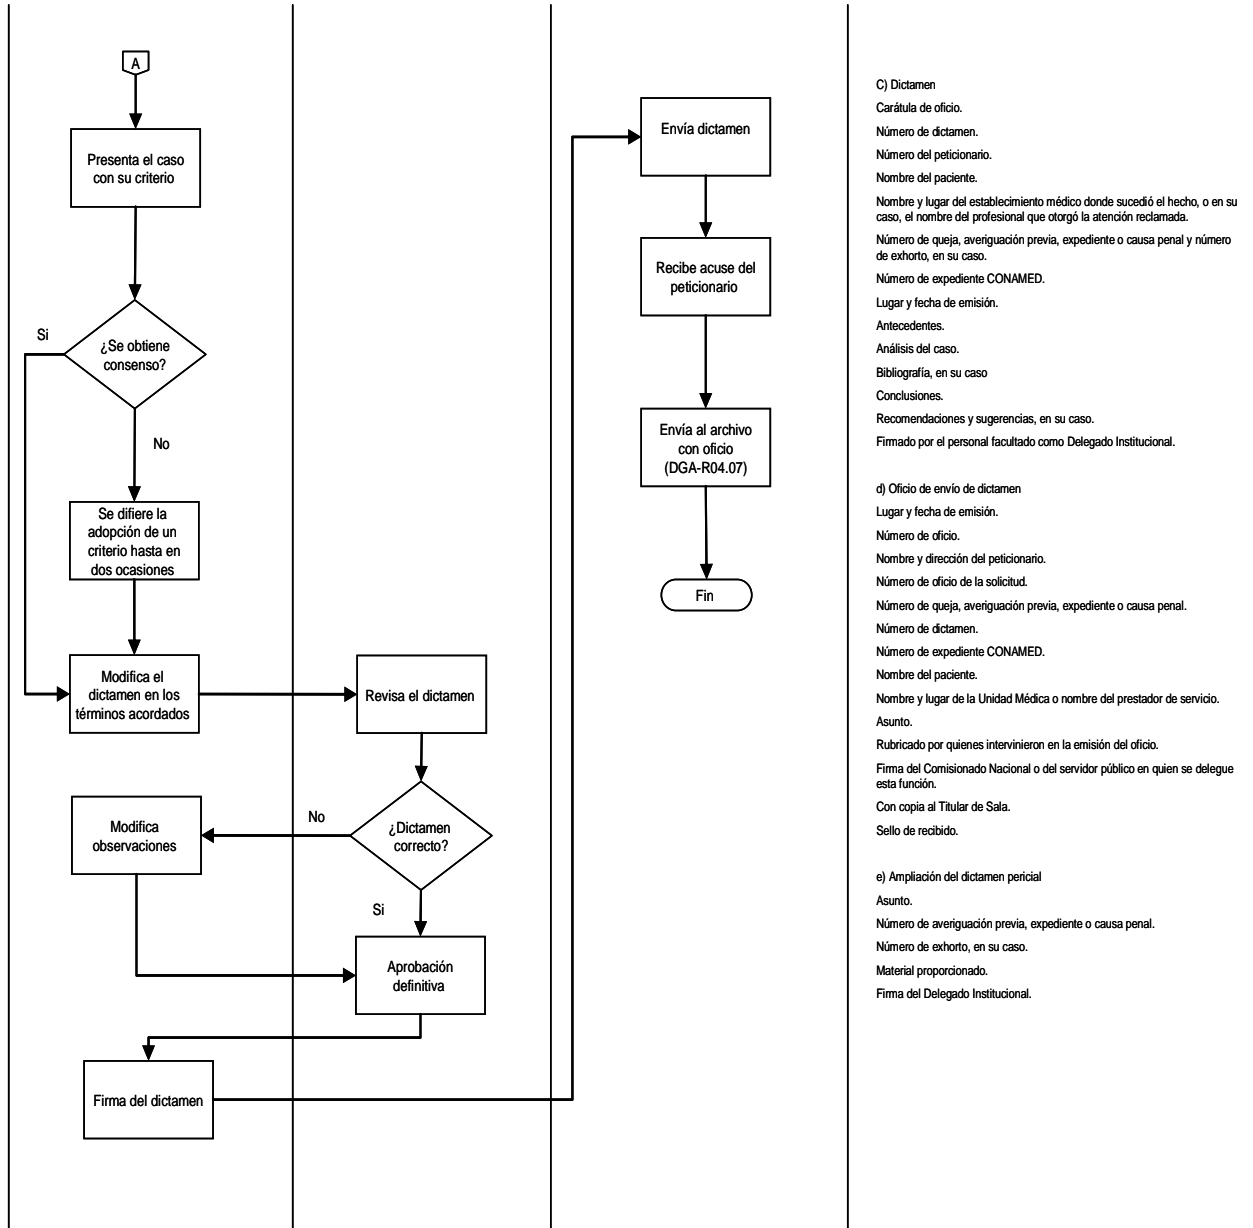 A
Presenta el caso
con su criterio
¿Se obtiene
consenso?
Si
No
Se difiere la
adopción de un
criterio hasta en
dos ocasiones
Modifica el
dictamen en los
términos acordados
Modifica
observaciones
Firma del dictamen
Revisa el dictamen
¿Dictamen
correcto?
No
Si
Aprobación
definitiva
Envía dictamen
Recibe acuse del
peticionario
Envía al archivo
con oficio
(DGA-R04.07)
Fin
C) Dictamen
Carátula de oficio.
Número de dictamen.
Número del peticionario.
Nombre del paciente.
Nombre y lugar del establecimiento médico donde sucedió el hecho, o en su
caso, el nombre del profesional que otorgó la atención reclamada.
Número de queja, averiguación previa, expediente o causa penal y número
de exhorto, en su caso.
Número de expediente CONAMED.
Lugar y fecha de emisión.
Antecedentes.
Análisis del caso.
Bibliografía, en su caso
Conclusiones.
Recomendaciones y sugerencias, en su caso.
Firmado por el personal facultado como Delegado Institucional.
d) Oficio de envío de dictamen
Lugar y fecha de emisión.
Número de oficio.
Nombre y dirección del peticionario.
Número de oficio de la solicitud.
Número de queja, averiguación previa, expediente o causa penal.
Número de dictamen.
Número de expediente CONAMED.
Nombre del paciente.
Nombre y lugar de la Unidad Médica o nombre del prestador de servicio.
Asunto.
Rubricado por quienes intervinieron en la emisión del oficio.
Firma del Comisionado Nacional o del servidor público en quien se delegue
esta función.
Con copia al Titular de Sala.
Sello de recibido.
e) Ampliación del dictamen pericial
Asunto.
Número de averiguación previa, expediente o causa penal.
Número de exhorto, en su caso.
Material proporcionado.
Firma del Delegado Institucional.